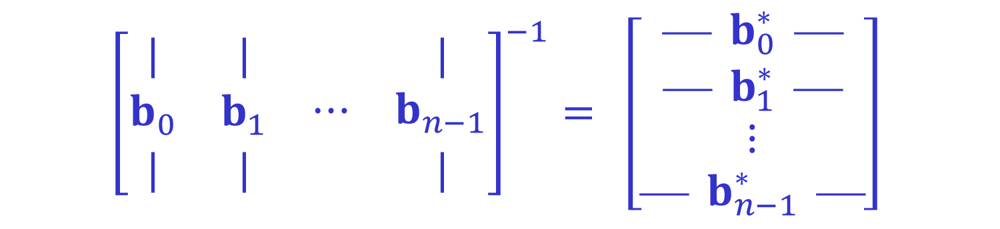 [b₀ b₁ ⋯ bₙ₋₁]⁻¹ = [— b₀* —
— b₁* —
⋮
— bₙ₋₁* —]